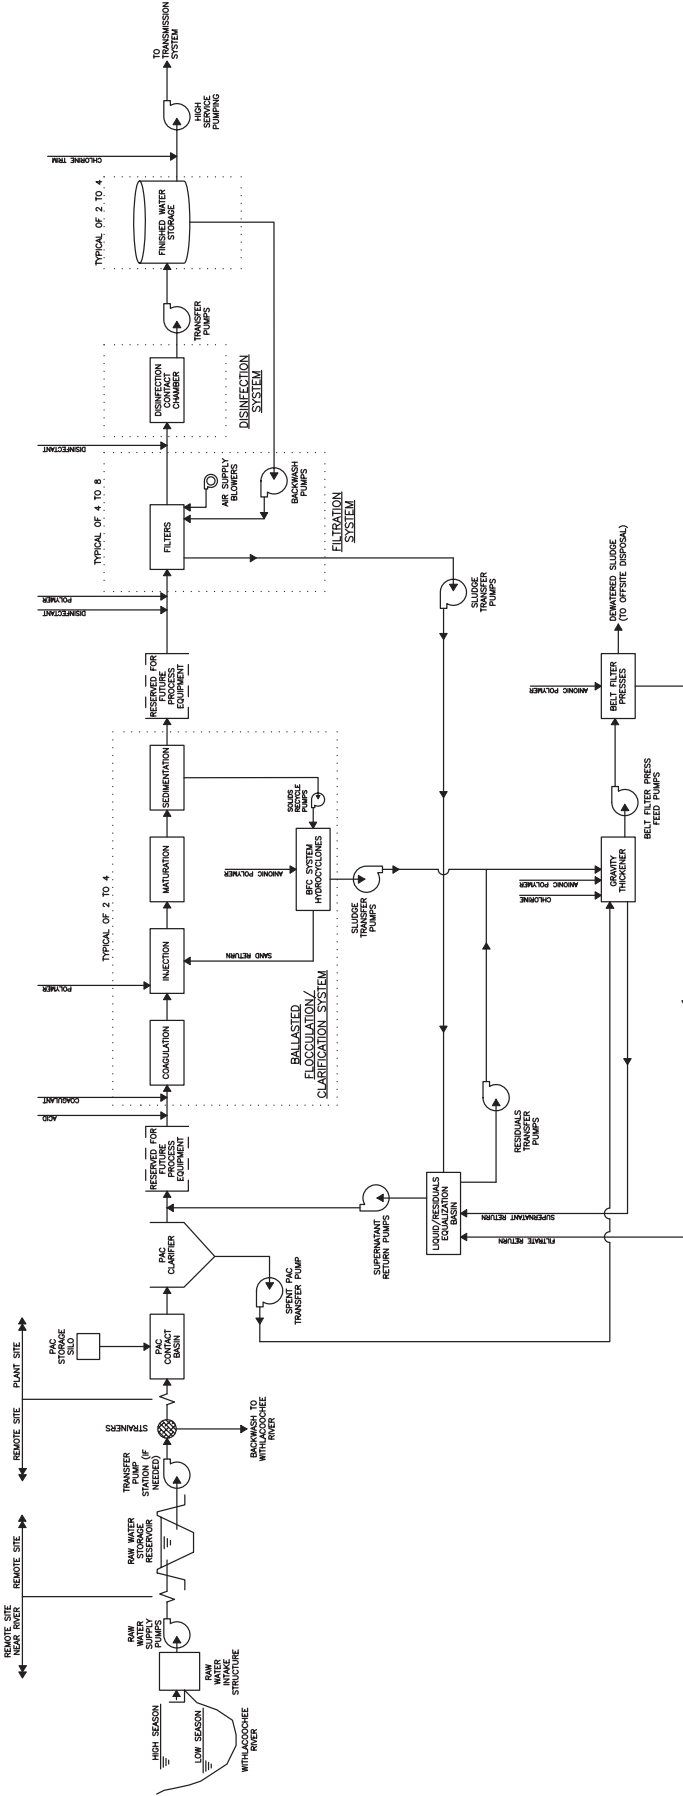 REMOTE SITE
NEAR RIVER
REMOTE SITE
REMOTE SITE
PLANT SITE
HIGH SEASON
LOW SEASON
WITHLACOOCHEE
RIVER
RAW
WATER
INTAKE
STRUCTURE
RAW
WATER
SUPPLY
PUMPS
RAW WATER
STORAGE
RESERVOIR
TRANSFER
PUMP
STATION (IF
NEEDED)
STRAINERS
BACKWASH TO
WITHLACOOCHEE
RIVER
PAC
STORAGE
SILO
PAC
CONTACT
BASIN
PAC
CLARIFIER
SPENT PAC
TRANSFER PUMP
RESERVED FOR
FUTURE
PROCESS
EQUIPMENT
SUPERNATANT
RETURN PUMPS
ACID
COAGULANT
TYPICAL OF 2 TO 4
COAGULATION
POLYMER
INJECTION
MATURATION
SEDIMENTATION
SAND RETURN
ANIONIC POLYMER
BFC SYSTEM
HYDROCYCLONES
SOLIDS
RECYCLE
PUMPS
BALLASTED
FLOCCULATION/
CLARIFICATION SYSTEM
SLUDGE
TRANSFER
PUMPS
RESERVED FOR
FUTURE
PROCESS
EQUIPMENT
DISINFECTANT
POLYMER
TYPICAL OF 4 TO 8
FILTERS
AIR SUPPLY
BLOWERS
BACKWASH
PUMPS
FILTRATION
SYSTEM
DISINFECTANT
DISINFECTION
CONTACT
CHAMBER
DISINFECTION
SYSTEM
TRANSFER
PUMPS
TYPICAL OF 2 TO 4
FINISHED WATER
STORAGE
CHLORINE TRIM
HIGH
SERVICE
PUMPING
TO
TRANSMISSION
SYSTEM
SLUDGE
TRANSFER
PUMPS
LIQUID/RESIDUALS
EQUALIZATION
BASIN
FILTRATE RETURN
SUPERNATANT RETURN
RESIDUALS
TRANSFER
PUMPS
CHLORINE
ANIONIC POLYMER
GRAVITY
THICKENER
BELT FILTER PRESS
FEED PUMPS
ANIONIC POLYMER
BELT FILTER
PRESSES
DEWATERED SLUDGE
(TO OFFSITE DISPOSAL)